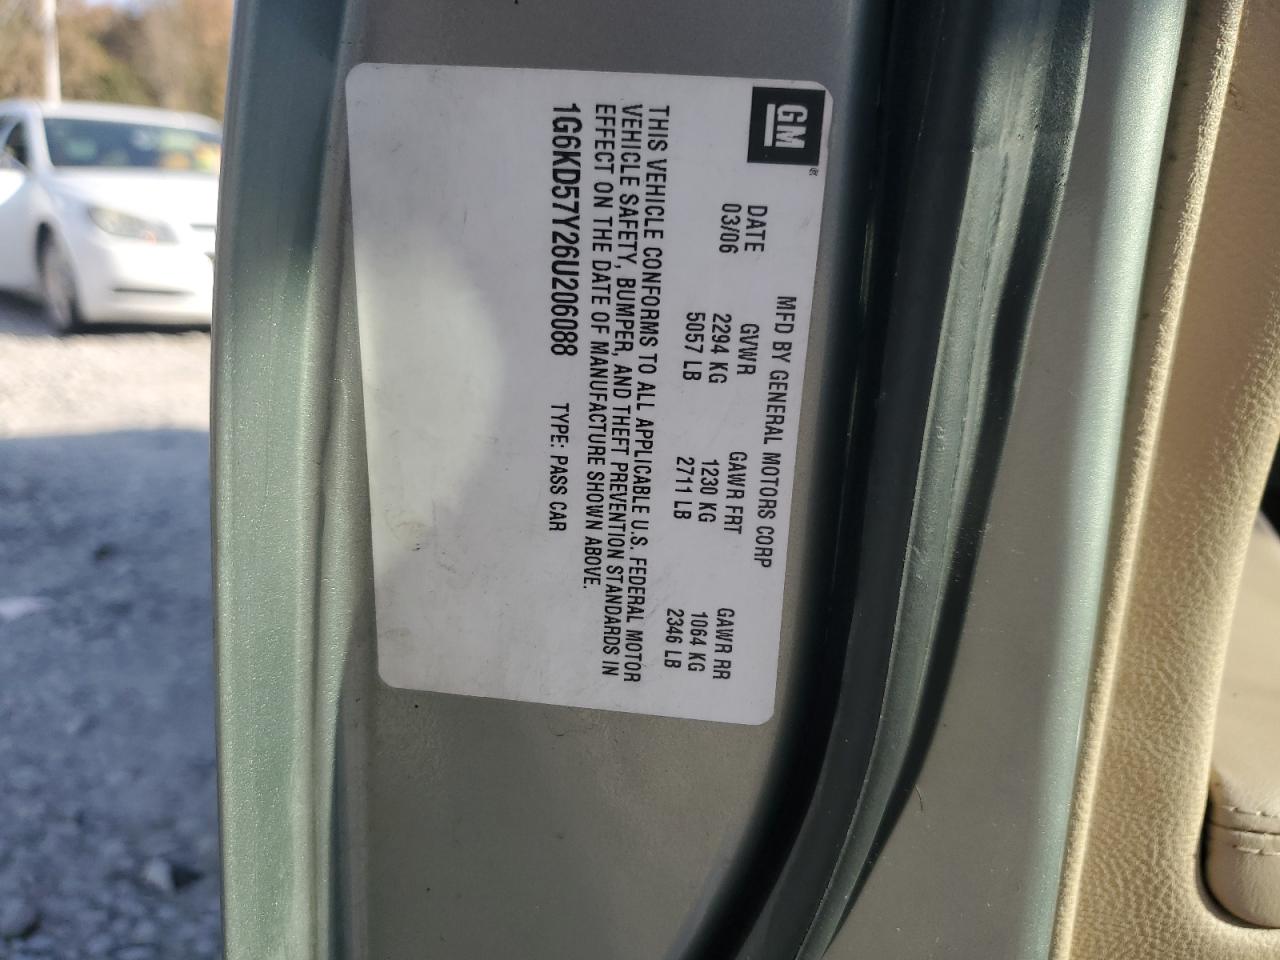 GM®
MFD BY GENERAL MOTORS CORP
DATE GVWR GAWR FRT GAWR RR
03/06 2294 KG 1230 KG 1064 KG
5057 LB 2711 LB 2346 LB
THIS VEHICLE CONFORMS TO ALL APPLICABLE U.S. FEDERAL MOTOR
VEHICLE SAFETY, BUMPER, AND THEFT PREVENTION STANDARDS IN
EFFECT ON THE DATE OF MANUFACTURE SHOWN ABOVE.
1G6KD57Y26U206088 TYPE: PASS CAR